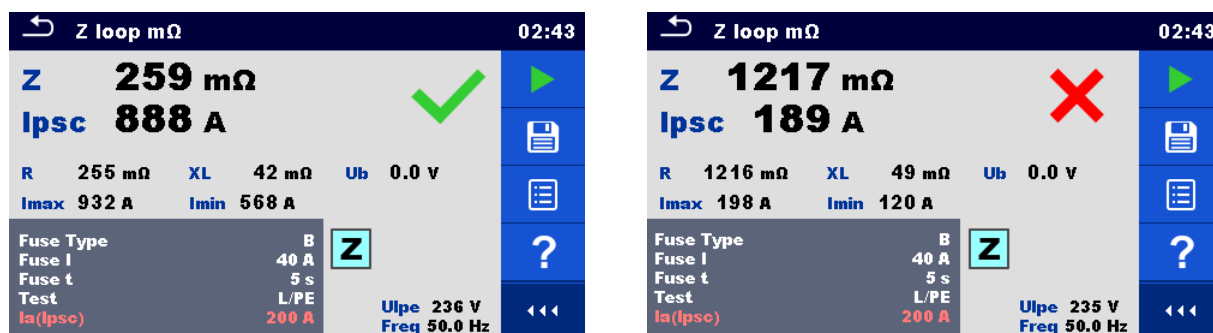 Z loop mΩ 02:43
Z 259 mΩ
Ipsc 888 A
R 255 mΩ XL 42 mΩ Ub 0.0 V
Imax 932 A Imin 568 A
Fuse Type B
Fuse I 40 A
Fuse t 5 s
Test L/PE
Ia(Ipsc) 200 A
Z
?
Ulpe 236 V
Freq 50.0 Hz
Z loop mΩ 02:43
Z 1217 mΩ
Ipsc 189 A
R 1216 mΩ XL 49 mΩ Ub 0.0 V
Imax 198 A Imin 120 A
Fuse Type B
Fuse I 40 A
Fuse t 5 s
Test L/PE
Ia(Ipsc) 200 A
Z
?
Ulpe 235 V
Freq 50.0 Hz